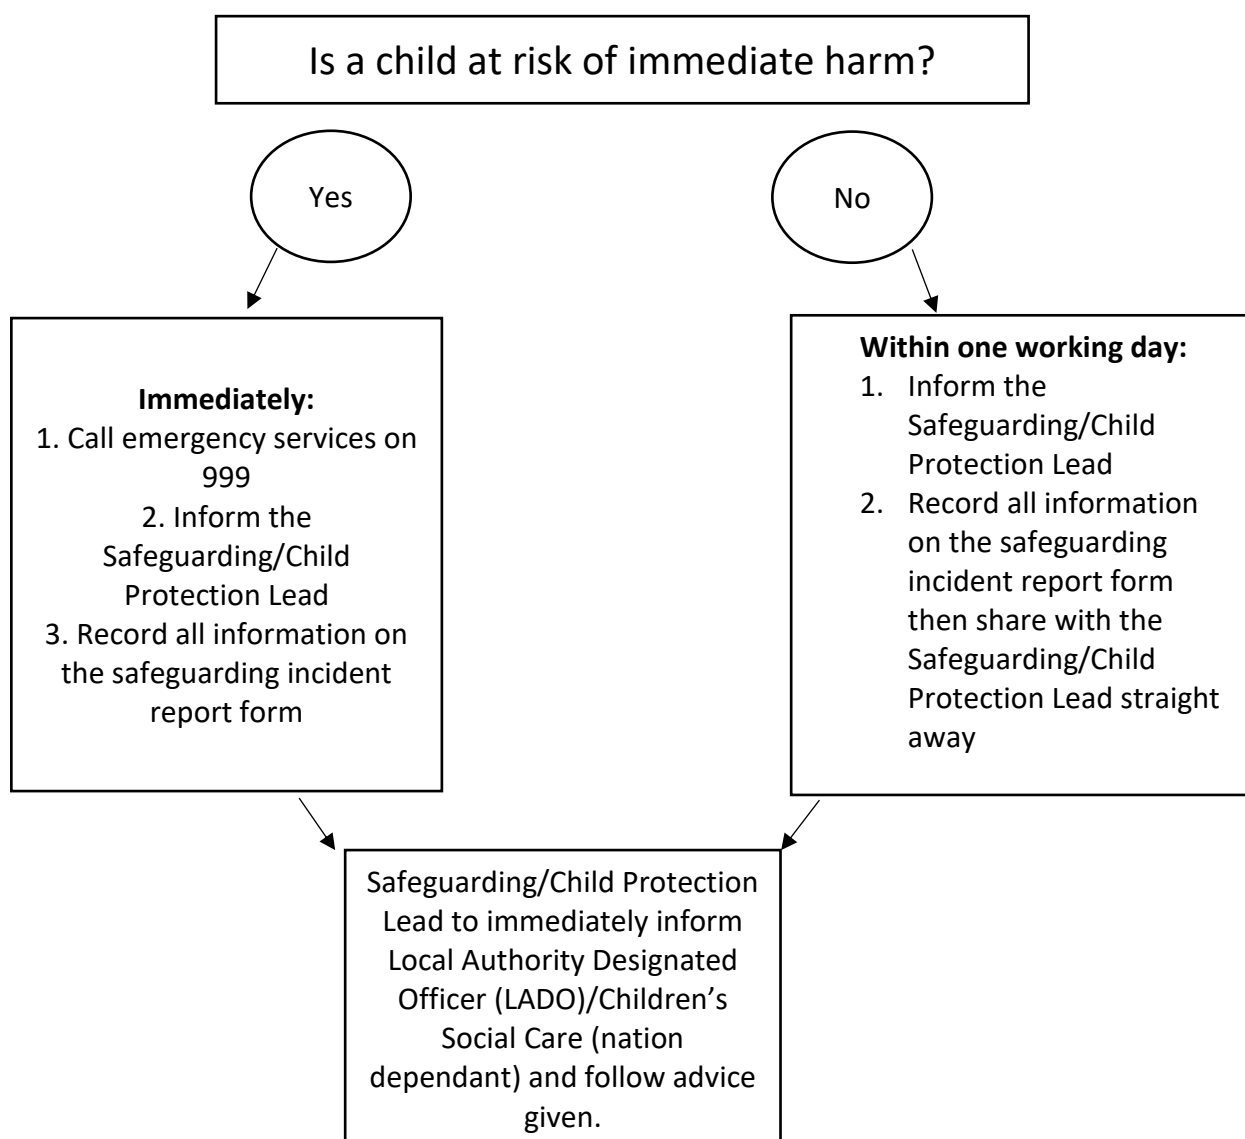 Is a child at risk of immediate harm?
Yes
No
Immediately:
1. Call emergency services on
999
2. Inform the
Safeguarding/Child
Protection Lead
3. Record all information on
the safeguarding incident
report form
Within one working day:
1. Inform the
Safeguarding/Child
Protection Lead
2. Record all information
on the safeguarding
incident report form
then share with the
Safeguarding/Child
Protection Lead straight
away
Safeguarding/Child Protection
Lead to immediately inform
Local Authority Designated
Officer (LADO)/Children’s
Social Care (nation
dependant) and follow advice
given.